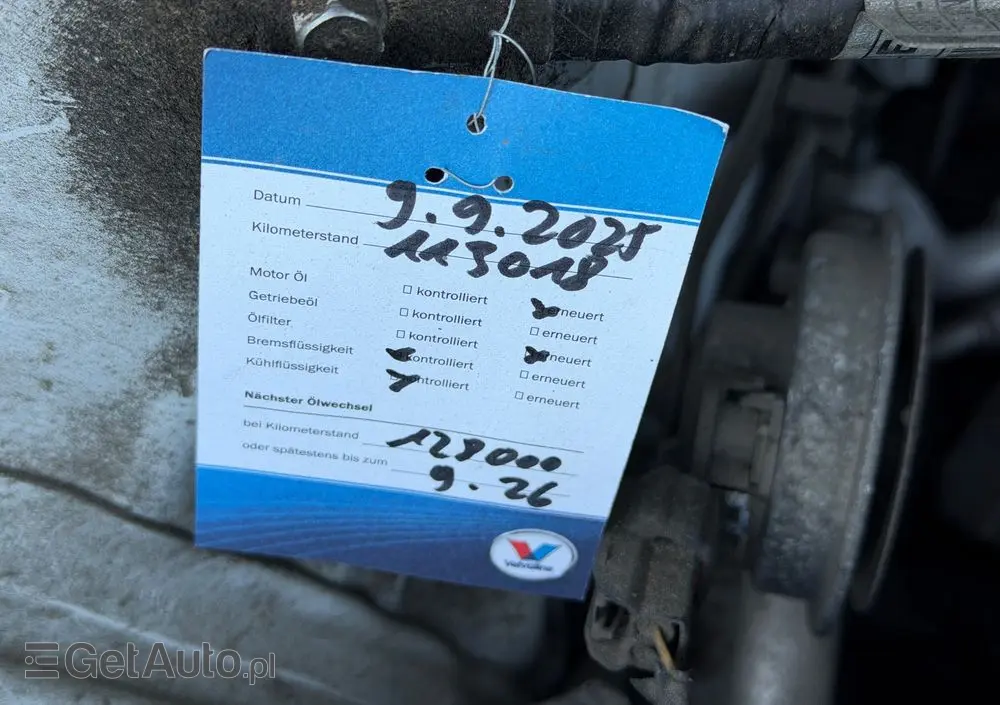 Datum 9.9.2025
Kilometerstand 113018
Motor Öl kontrolliert erneuert
Getriebeöl kontrolliert erneuert
Ölfilter kontrolliert erneuert
Bremsflüssigkeit kontrolliert erneuert
Kühlflüssigkeit kontrolliert erneuert
Nächster Ölwechsel
bei Kilometerstand 128000
oder spätestens bis zum 9.26
Valvoline
GetAuto.pl